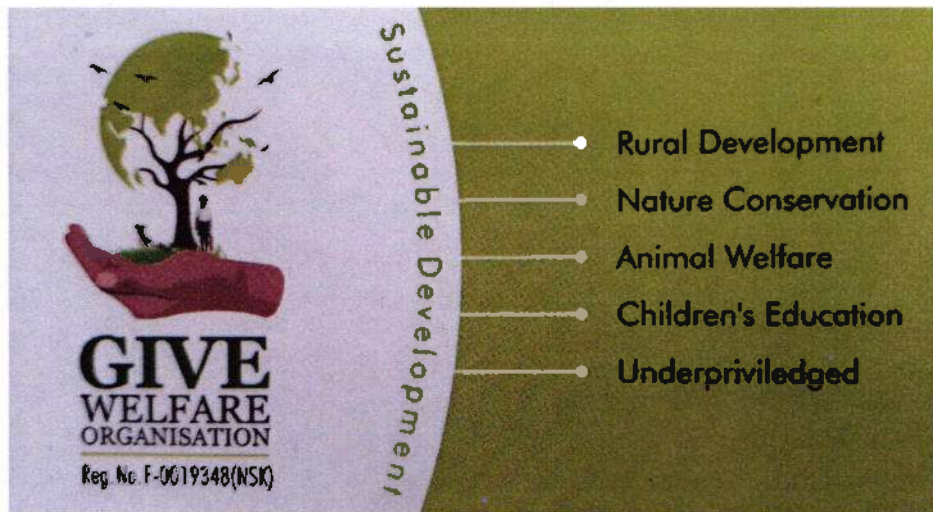 GIVE
WELFARE
ORGANISATION
Reg. No. F-0019348(NSK)
Sustainable Development
Rural Development
Nature Conservation
Animal Welfare
Children's Education
Underpriviledged